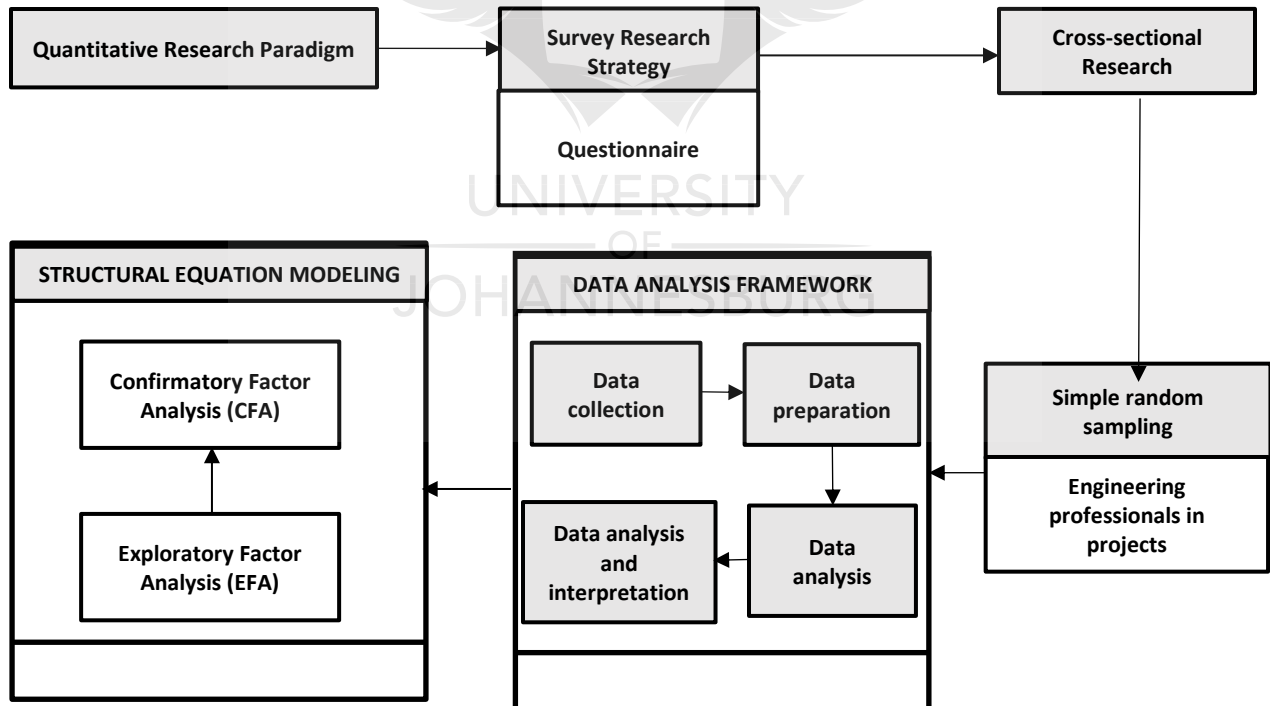 Quantitative Research Paradigm
Survey Research
Strategy
Questionnaire
Cross-sectional
Research
UNIVERSITY
OF
JOHANNESBURG
STRUCTURAL EQUATION MODELING
Confirmatory Factor
Analysis (CFA)
Exploratory Factor
Analysis (EFA)
DATA ANALYSIS FRAMEWORK
Data
collection
Data
preparation
Data analysis
and
interpretation
Data
analysis
Simple random
sampling
Engineering
professionals in
projects